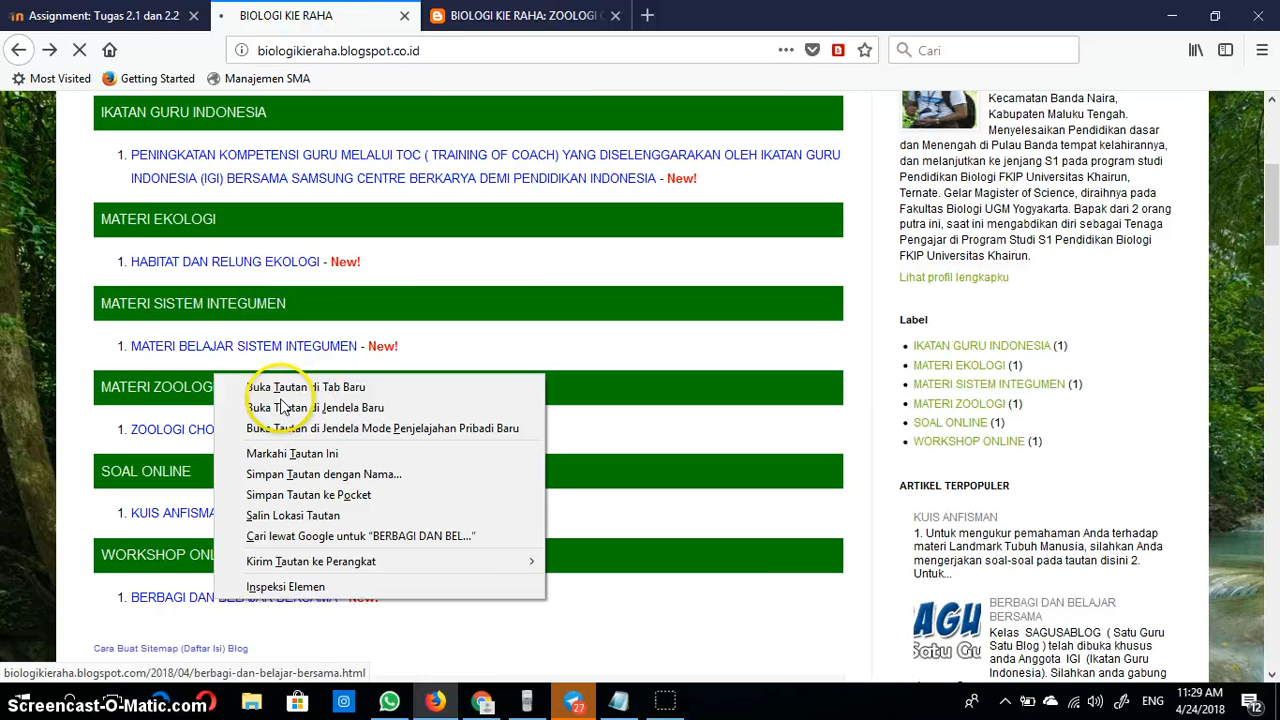 Assignment: Tugas 2.1 dan 2.2
BIOLOGI KIE RAHA
BIOLOGI KIE RAHA: ZOOLOGI
biologikieraha.blogspot.co.id
Cari
Most Visited
Getting Started
Manajemen SMA
IKATAN GURU INDONESIA
1. PENINGKATAN KOMPETENSI GURU MELALUI TOC ( TRAINING OF COACH) YANG DISELENGGARAKAN OLEH IKATAN GURU
INDONESIA (IGI) BERSAMA SAMSUNG CENTRE BERKARYA DEMI PENDIDIKAN INDONESIA - New!
MATERI EKOLOGI
1. HABITAT DAN RELUNG EKOLOGI - New!
MATERI SISTEM INTEGUMEN
1. MATERI BELAJAR SISTEM INTEGUMEN - New!
MATERI ZOOLOG
1. ZOOLOGI CHO
SOAL ONLINE
1. KUIS ANFISMA
WORKSHOP ONL
1. BERBAGI DAN BELAJAR BERSAMA - New!
Cara Buat Sitemap (Daftar Isi) Blog
Buka Tautan di Tab Baru
Buka Tautan di Jendela Baru
Buka Tautan di Jendela Mode Penjelajahan Pribadi Baru
Markahi Tautan Ini
Simpan Tautan dengan Nama...
Simpan Tautan ke Pocket
Salin Lokasi Tautan
Cari lewat Google untuk “BERBAGI DAN BEL...”
Kirim Tautan ke Perangkat
Inspeksi Elemen
Kecamatan Banda Naira,
Kabupaten Maluku Tengah.
Menyelesaikan Pendidikan dasar
dan Menengah di Pulau Banda tempat kelahirannya,
dan melanjutkan ke jenjang S1 pada program studi
Pendidikan Biologi FKIP Universitas Khairun,
Ternate. Gelar Magister of Science, diraihnya pada
Fakultas Biologi UGM Yogyakarta. Bapak dari 2 orang
putra ini, saat ini mengabdikan diri sebagai Tenaga
Pengajar di Program Studi S1 Pendidikan Biologi
FKIP Universitas Khairun.
Lihat profil lengkapku
Label
IKATAN GURU INDONESIA (1)
MATERI EKOLOGI (1)
MATERI SISTEM INTEGUMEN (1)
MATERI ZOOLOGI (1)
SOAL ONLINE (1)
WORKSHOP ONLINE (1)
ARTIKEL TERPOPULER
KUIS ANFISMAN
1. Untuk mengukur pemahaman Anda terhadap
materi Landmark Tubuh Manusia, silahkan Anda
mengerjakan soal-soal pada tautan disini 2.
Untuk...
BERBAGI DAN BELAJAR
BERSAMA
Kelas SAGUSABLOG ( Satu Guru
Satu Blog ) telah dibuka khusus
anda Anggota IGI (Ikatan Guru
Indonesia Silahkan Anda gabung
AGU
Satu Gu
biologikieraha.blogspot.com/2018/04/berbagi-dan-belajar-bersama.html
Screencast-O-Matic.com
27
ENG
11:29 AM
4/24/2018
12